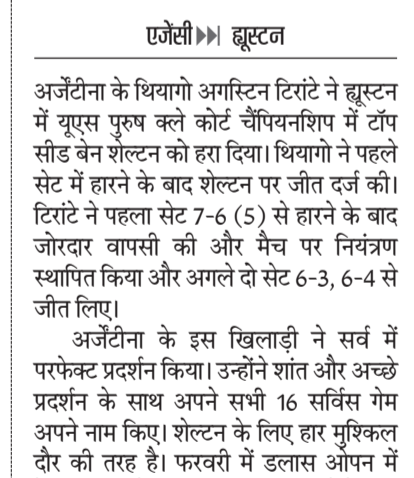 एजेंसी ▶▶| ह्यूस्टन
अर्जेंटीना के थियागो अगस्टिन टिरांटे ने ह्यूस्टन
में यूएस पुरुष क्ले कोर्ट चैंपियनशिप में टॉप
सीड बेन शेल्टन को हरा दिया। थियागो ने पहले
सेट में हारने के बाद शेल्टन पर जीत दर्ज की।
टिरांटे ने पहला सेट 7-6 (5) से हारने के बाद
जोरदार वापसी की और मैच पर नियंत्रण
स्थापित किया और अगले दो सेट 6-3, 6-4 से
जीत लिए।
अर्जेंटीना के इस खिलाड़ी ने सर्व में
परफेक्ट प्रदर्शन किया। उन्होंने शांत और अच्छे
प्रदर्शन के साथ अपने सभी 16 सर्विस गेम
अपने नाम किए। शेल्टन के लिए हार मुश्किल
दौर की तरह है। फरवरी में डलास ओपन में